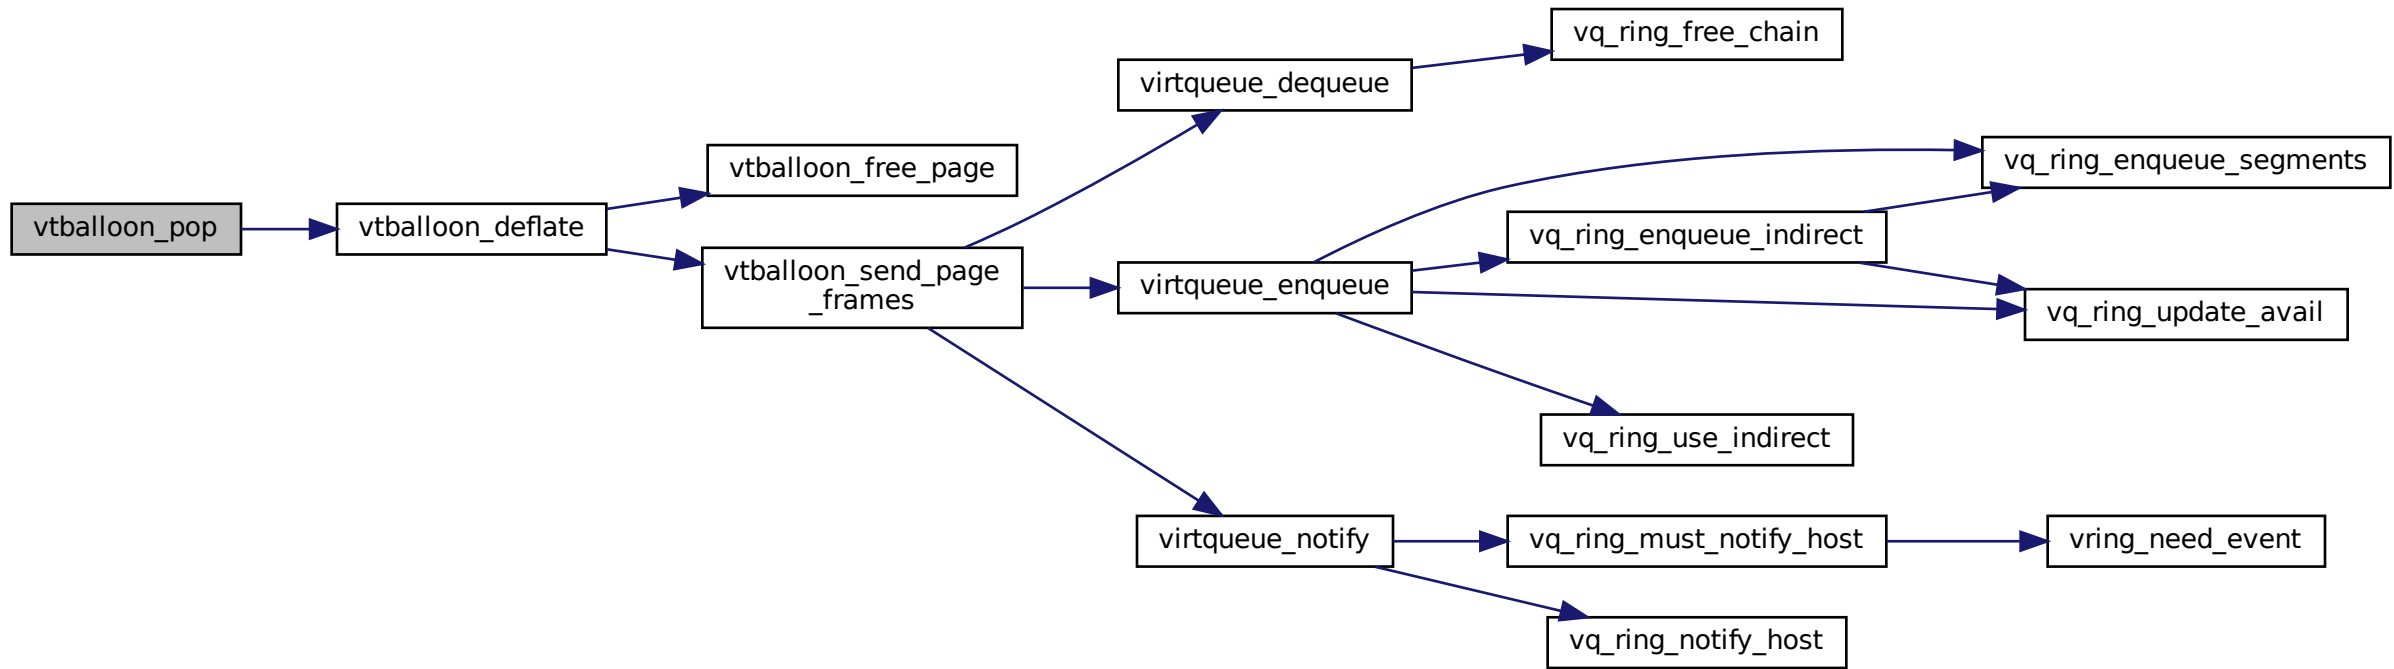 vtballoon_pop
vtballoon_deflate
vtballoon_free_page
vtballoon_send_page
_frames
virtqueue_dequeue
vq_ring_free_chain
virtqueue_enqueue
vq_ring_enqueue_segments
vq_ring_enqueue_indirect
vq_ring_update_avail
vq_ring_use_indirect
virtqueue_notify
vq_ring_must_notify_host
vring_need_event
vq_ring_notify_host